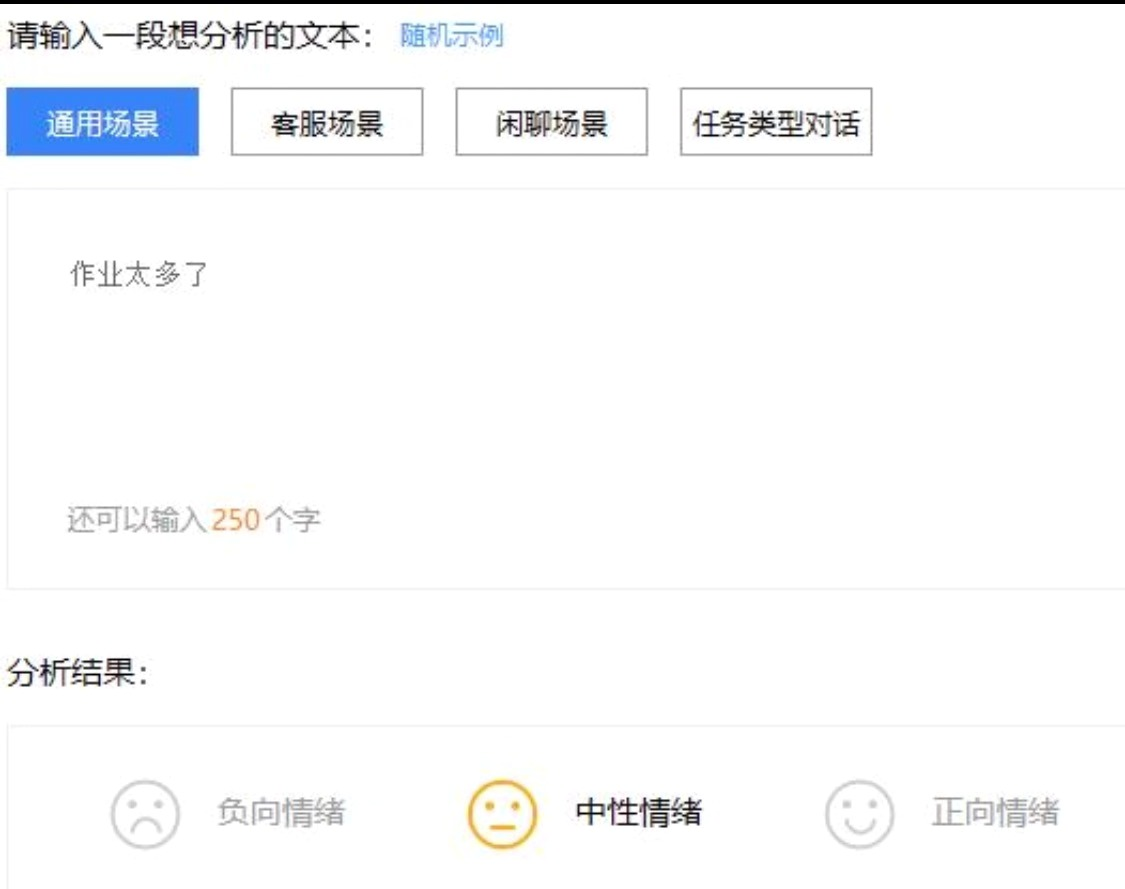 请输入一段想分析的文本： 随机示例
通用场景 客服场景 闲聊场景 任务类型对话
作业太多了
还可以输入250个字
分析结果：
负向情绪 中性情绪 正向情绪